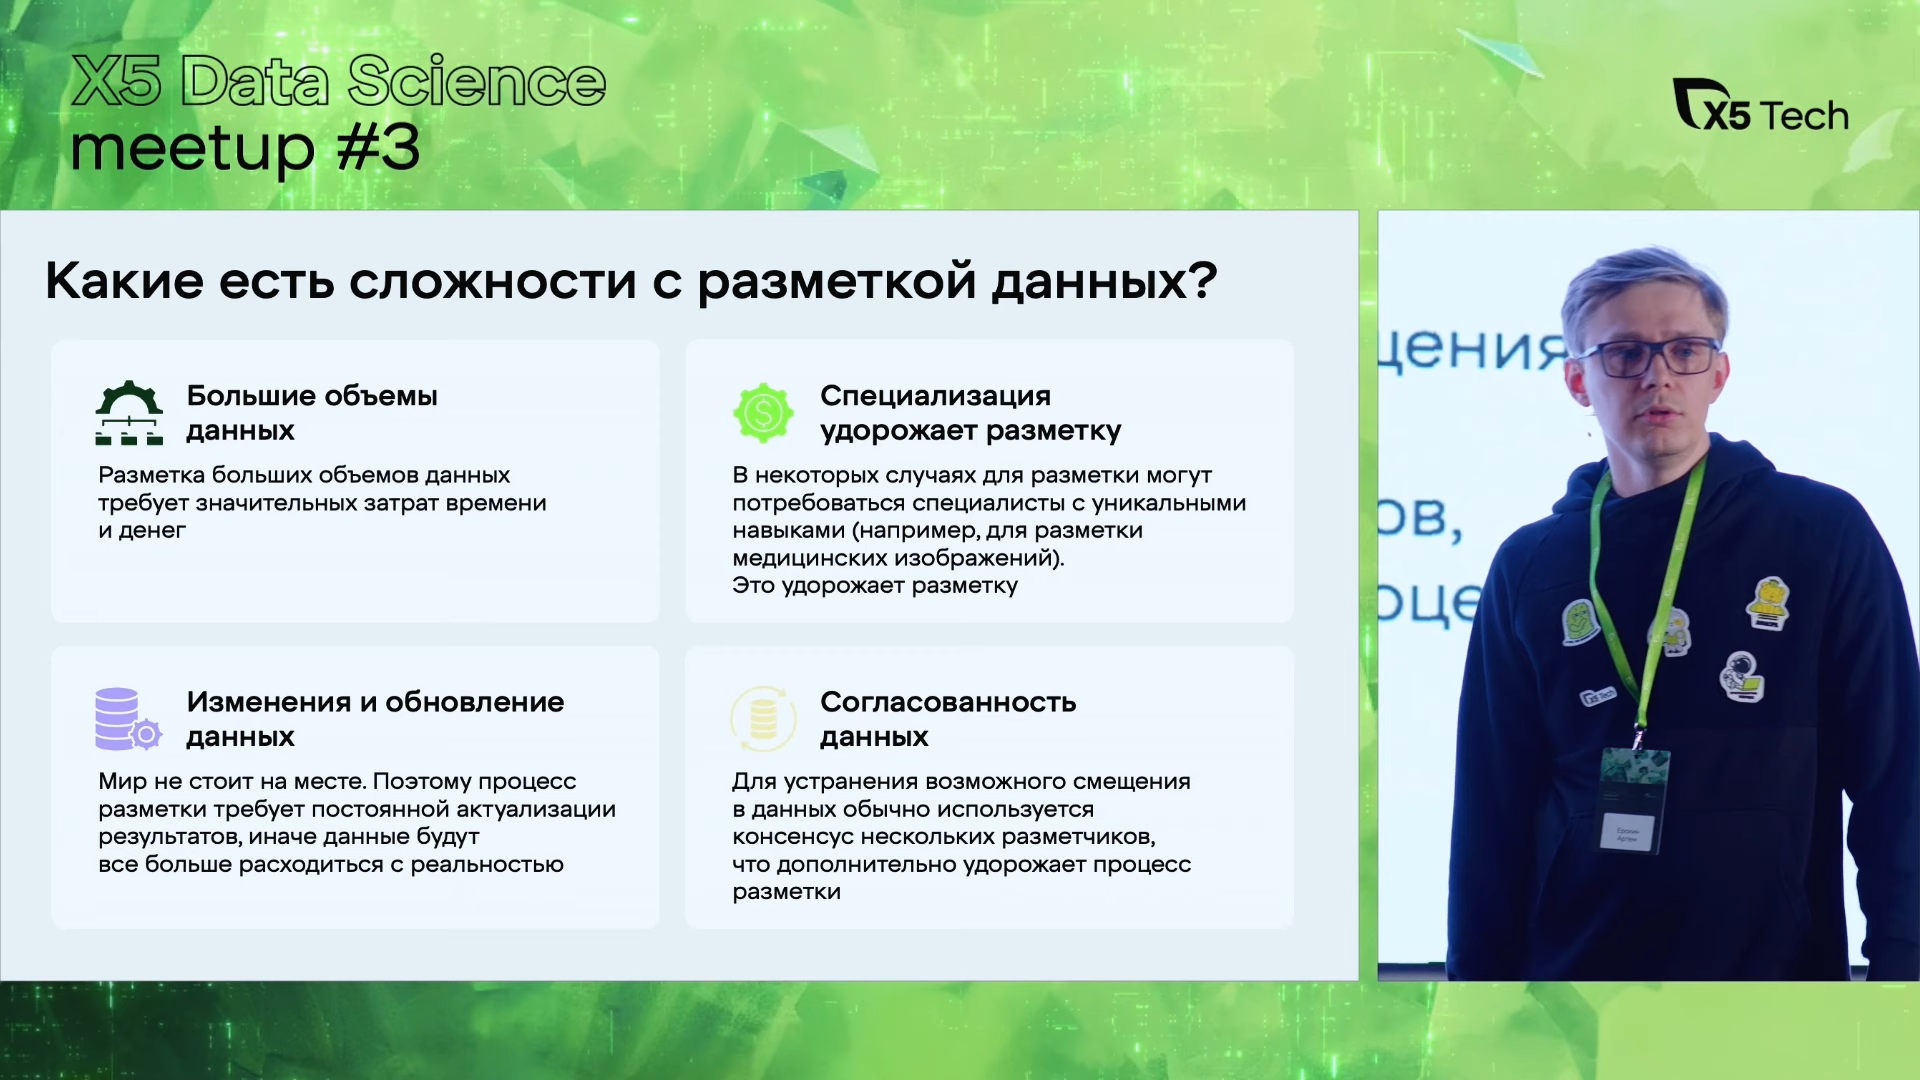 X5 Data Science
meetup #3
X5 Tech
Какие есть сложности с разметкой данных?
Большие объемы
данных
Разметка больших объемов данных
требует значительных затрат времени
и денег
Специализация
удорожает разметку
В некоторых случаях для разметки могут
потребоваться специалисты с уникальными
навыками (например, для разметки
медицинских изображений).
Это удорожает разметку
Изменения и обновление
данных
Мир не стоит на месте. Поэтому процесс
разметки требует постоянной актуализации
результатов, иначе данные будут
все больше расходиться с реальностью
Согласованность
данных
Для устранения возможного смещения
в данных обычно используется
консенсус нескольких разметчиков,
что дополнительно удорожает процесс
разметки
щения
ов,
оце
X5 Tech
Ерохин
Артем